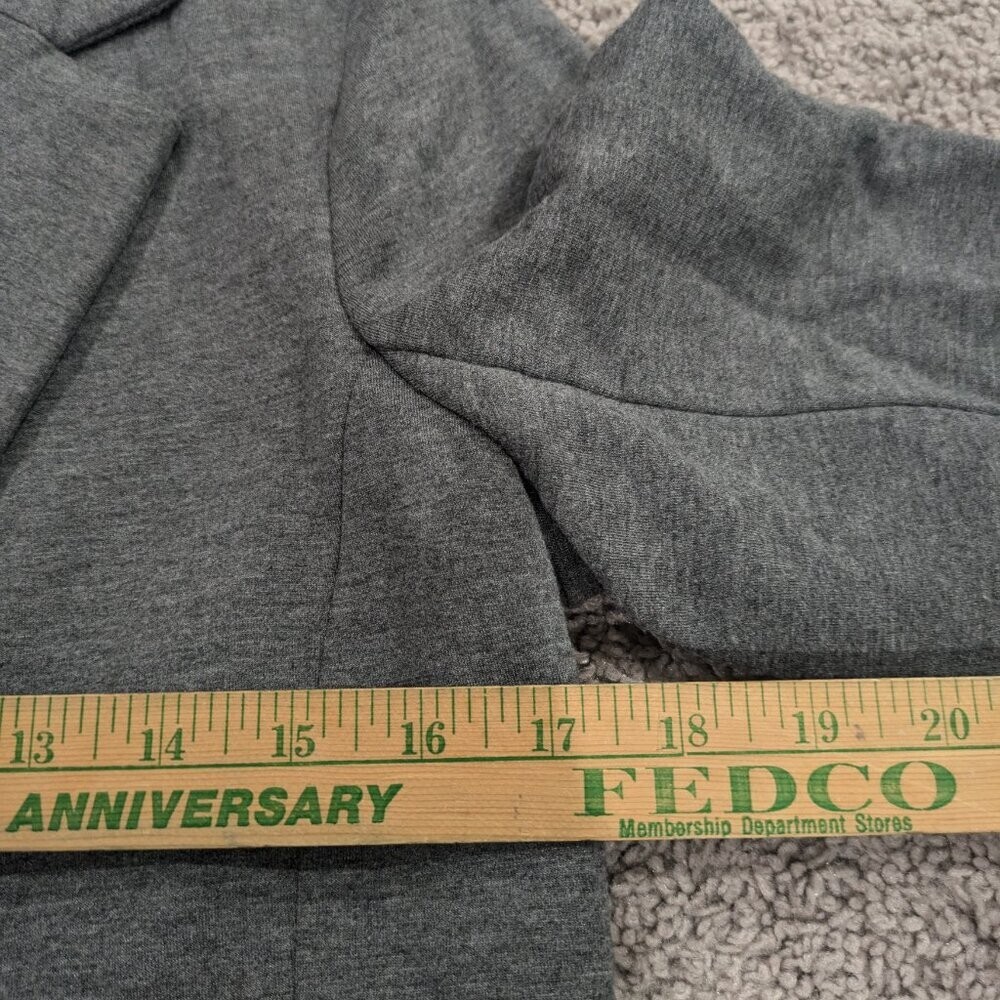 13 14 15 16 17 18 19 20
ANNIVERSARY FEDCO
Membership Department Stores